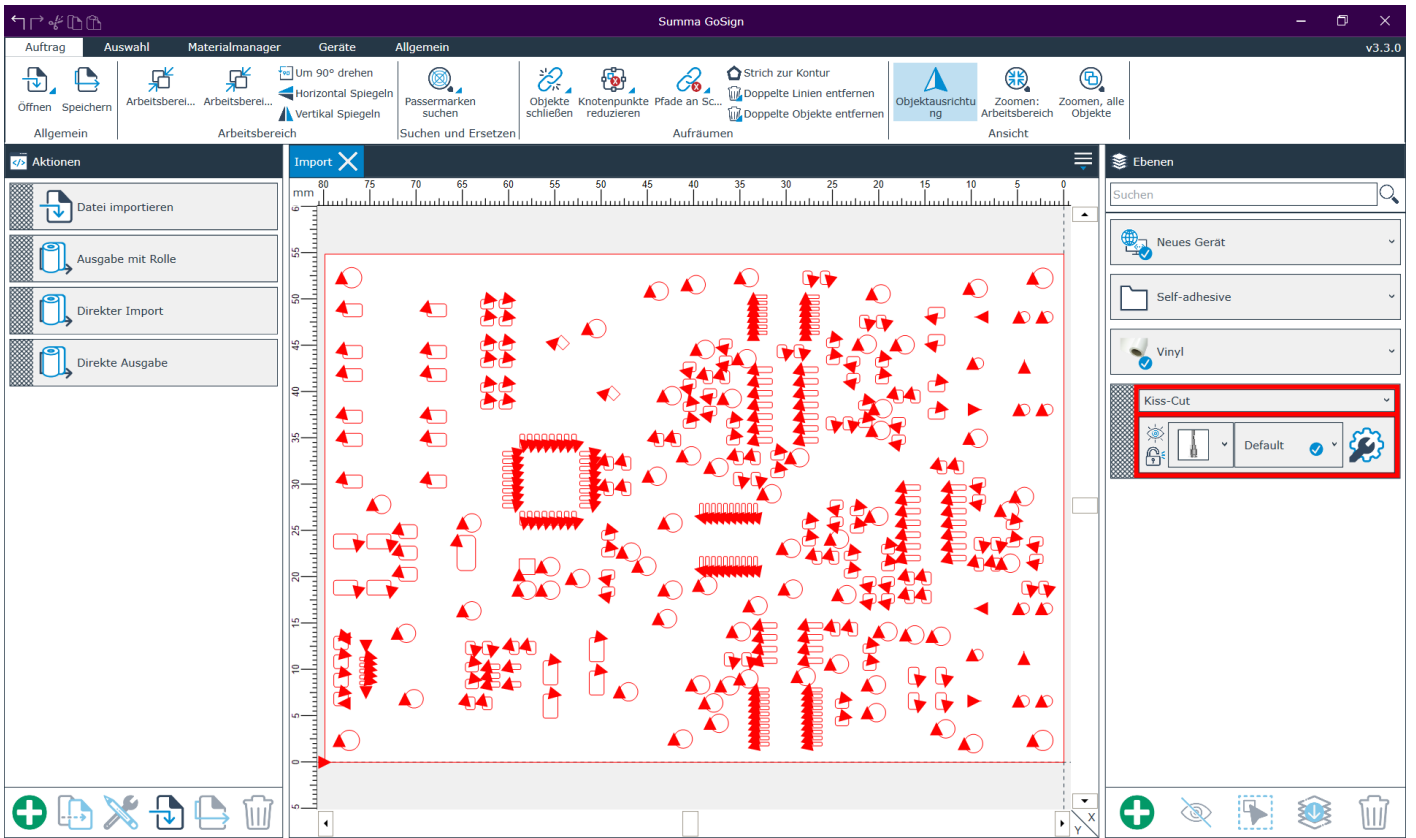 Summa GoSign
Auftrag Auswahl Materialmanager Geräte Allgemein v3.3.0
Öffnen Speichern
Allgemein
Arbeitsberei... Arbeitsberei...
90 Um 90° drehen
Horizontal Spiegeln
Vertikal Spiegeln
Arbeitsbereich
Passermarken
suchen
Suchen und Ersetzen
Objekte
schließen
Knotenpunkte
reduzieren
Pfade an Sc...
Strich zur Kontur
Doppelte Linien entfernen
Doppelte Objekte entfernen
Aufräumen
Objektausrichtu
ng
Zoomen:
Arbeitsbereich
Zoomen, alle
Objekte
Ansicht
Aktionen
Datei importieren
Ausgabe mit Rolle
Direkter Import
Direkte Ausgabe
Import
mm 80 75 70 65 60 55 50 45 40 35 30 25 20 15 10 5 0
6
55
50
45
40
35
30
25
20
15
10
5
0
5
X
Y
Ebenen
Suchen
Neues Gerät
Self-adhesive
Vinyl
Kiss-Cut
Default